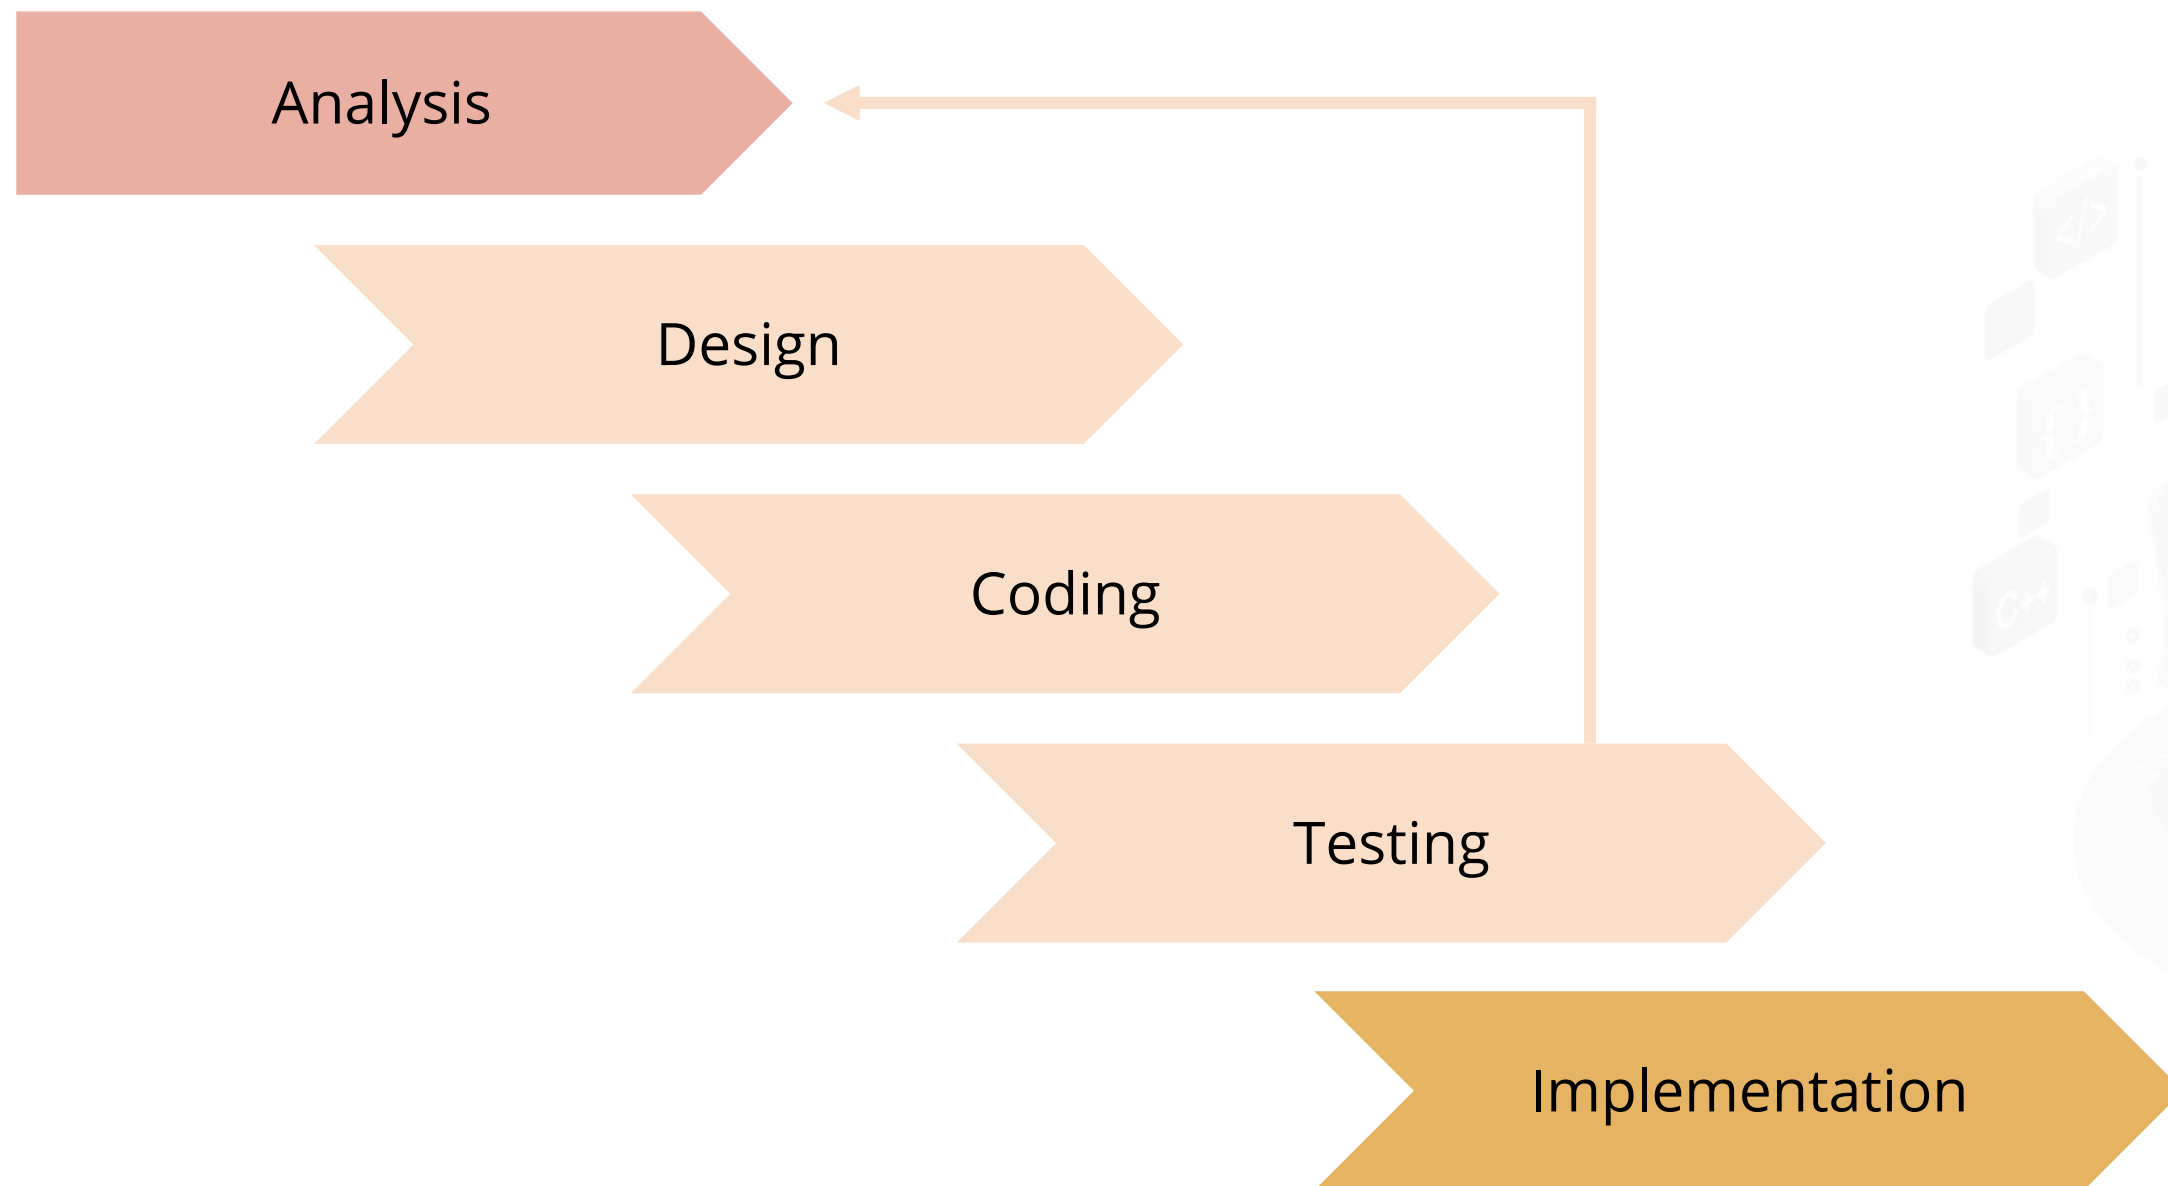 Analysis
</>
Design
{ }
Coding
C++
Testing
Implementation